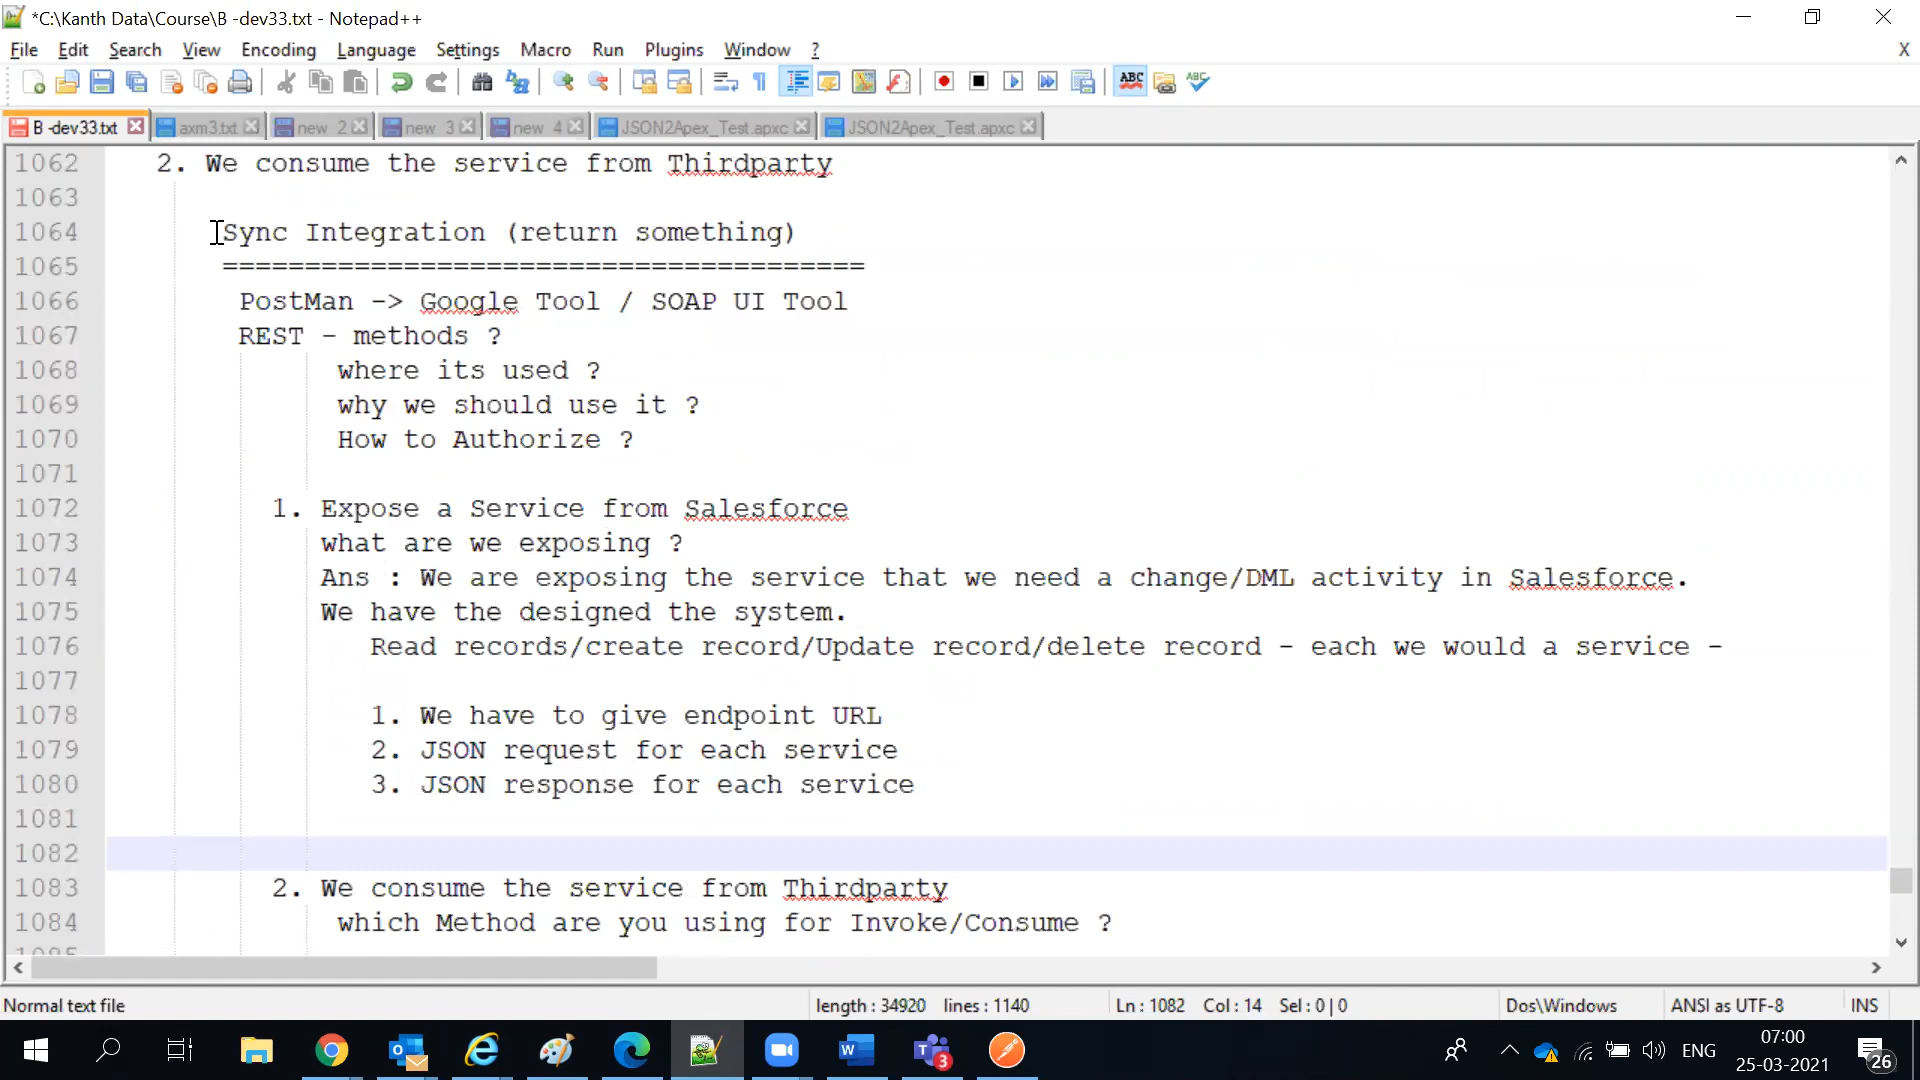 *C:\Kanth Data\Course\B -dev33.txt - Notepad++
File Edit Search View Encoding Language Settings Macro Run Plugins Window ? X
ABC ABC
B -dev33.txt axm3.txt new 2 new 3 new 4 JSON2Apex_Test.apxc JSON2Apex_Test.apxc
1062 2. We consume the service from Thirdparty
1063
1064 Sync Integration (return something)
1065 =======================================
1066 PostMan -> Google Tool / SOAP UI Tool
1067 REST - methods ?
1068 where its used ?
1069 why we should use it ?
1070 How to Authorize ?
1071
1072 1. Expose a Service from Salesforce
1073 what are we exposing ?
1074 Ans : We are exposing the service that we need a change/DML activity in Salesforce.
1075 We have the designed the system.
1076 Read records/create record/Update record/delete record - each we would a service -
1077
1078 1. We have to give endpoint URL
1079 2. JSON request for each service
1080 3. JSON response for each service
1081
1082
1083 2. We consume the service from Thirdparty
1084 which Method are you using for Invoke/Consume ?
1085
Normal text file length : 34920 lines : 1140 Ln : 1082 Col : 14 Sel : 0 | 0 Dos\Windows ANSI as UTF-8 INS
3 ENG 07:00
25-03-2021 26